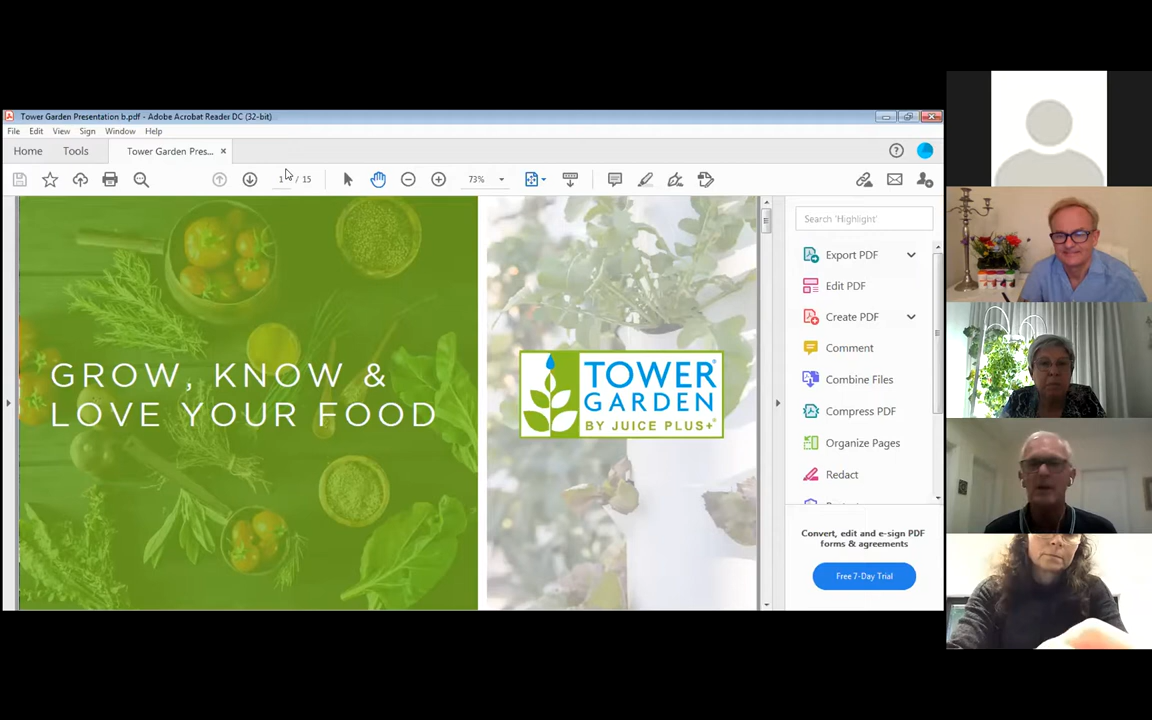 Tower Garden Presentation b.pdf - Adobe Acrobat Reader DC (32-bit)
File Edit View Sign Window Help
Home Tools Tower Garden Pres... ×
1 / 15 73%
Search 'Highlight'
Export PDF
Edit PDF
Create PDF
Comment
Combine Files
Compress PDF
Organize Pages
Redact
GROW, KNOW &
LOVE YOUR FOOD
TOWER®
GARDEN
BY JUICE PLUS+®
Convert, edit and e-sign PDF
forms & agreements
Free 7-Day Trial